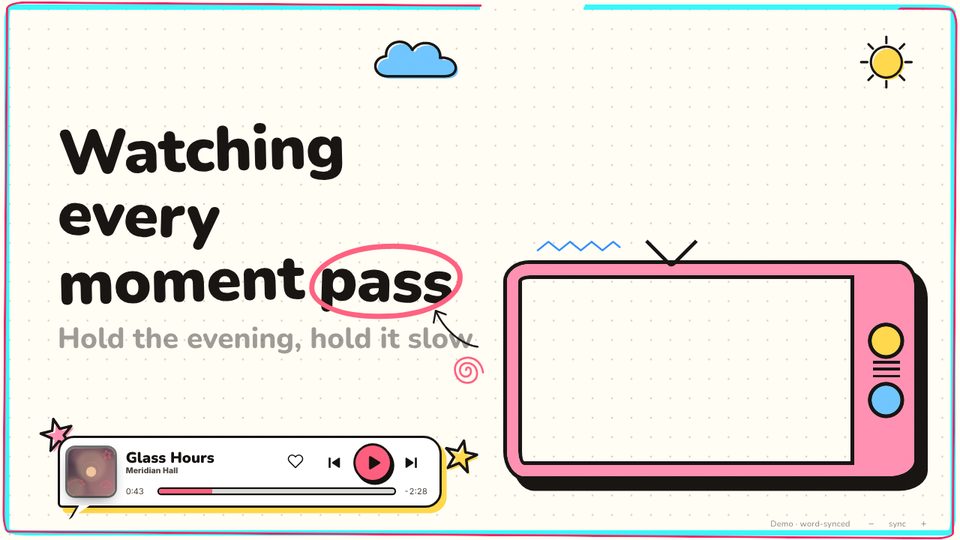 Watching
every
moment pass
Hold the evening, hold it slow
Glass Hours
Meridian Hall
0:43
-2:28
Demo · word-synced − sync +